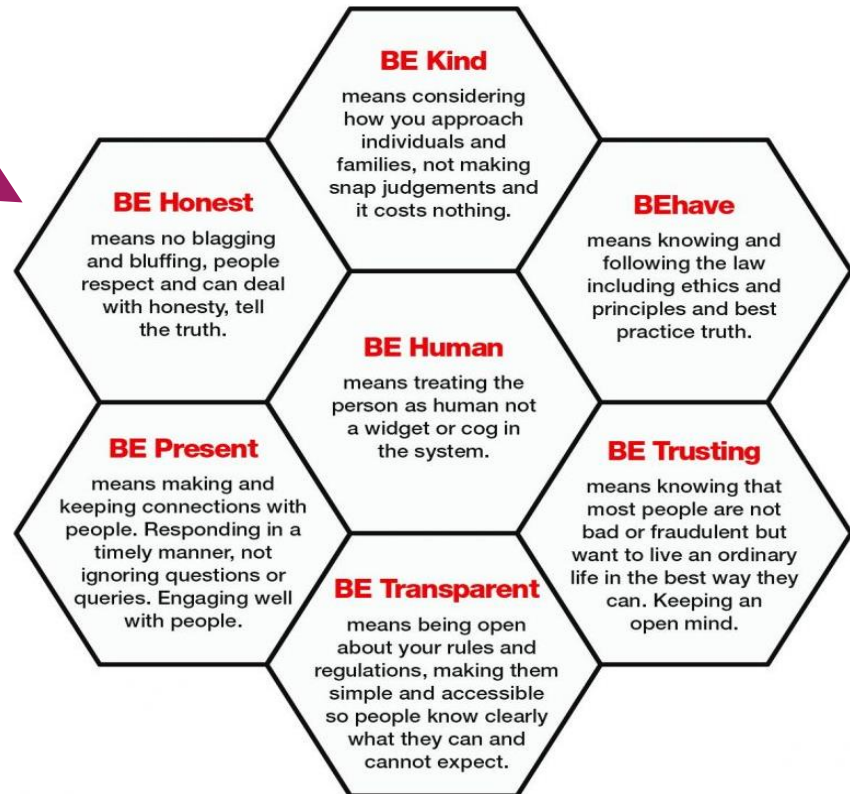 BE Kind
means considering
how you approach
individuals and
families, not making
snap judgements and
it costs nothing.
BE Honest
means no blagging
and bluffing, people
respect and can deal
with honesty, tell
the truth.
BEhave
means knowing and
following the law
including ethics and
principles and best
practice truth.
BE Human
means treating the
person as human not
a widget or cog in
the system.
BE Present
means making and
keeping connections with
people. Responding in a
timely manner, not
ignoring questions or
queries. Engaging well
with people.
BE Trusting
means knowing that
most people are not
bad or fraudulent but
want to live an ordinary
life in the best way they
can. Keeping an
open mind.
BE Transparent
means being open
about your rules and
regulations, making them
simple and accessible
so people know clearly
what they can and
cannot expect.